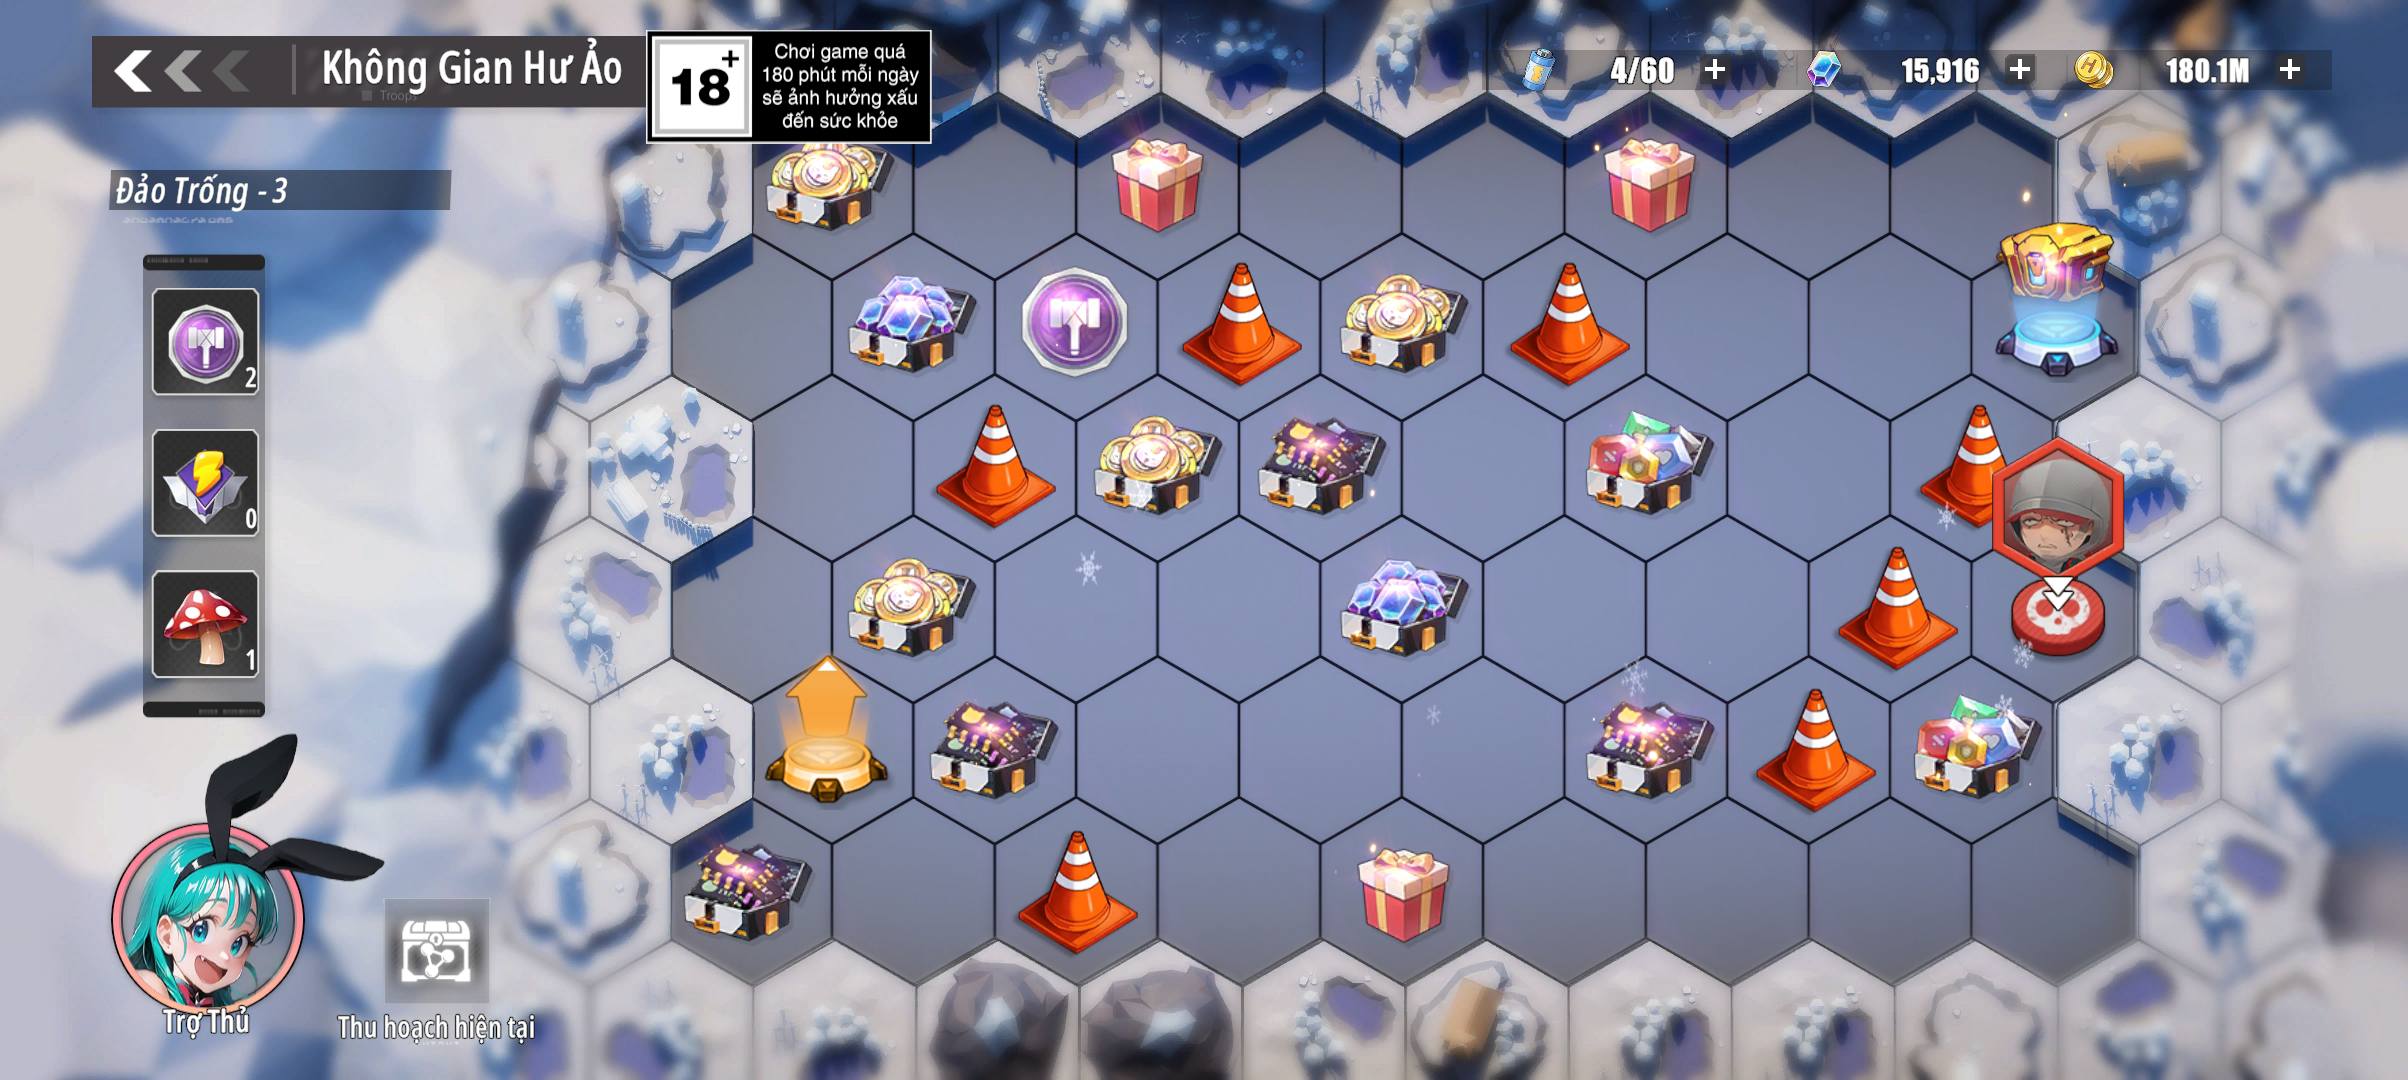 Không Gian Hư Ảo
Troops
18+
Chơi game quá
180 phút mỗi ngày
sẽ ảnh hưởng xấu
đến sức khỏe
4/60 +
15,916 +
180.1M +
Đảo Trống - 3
2
0
1
Trợ Thủ
Thu hoạch hiện tại